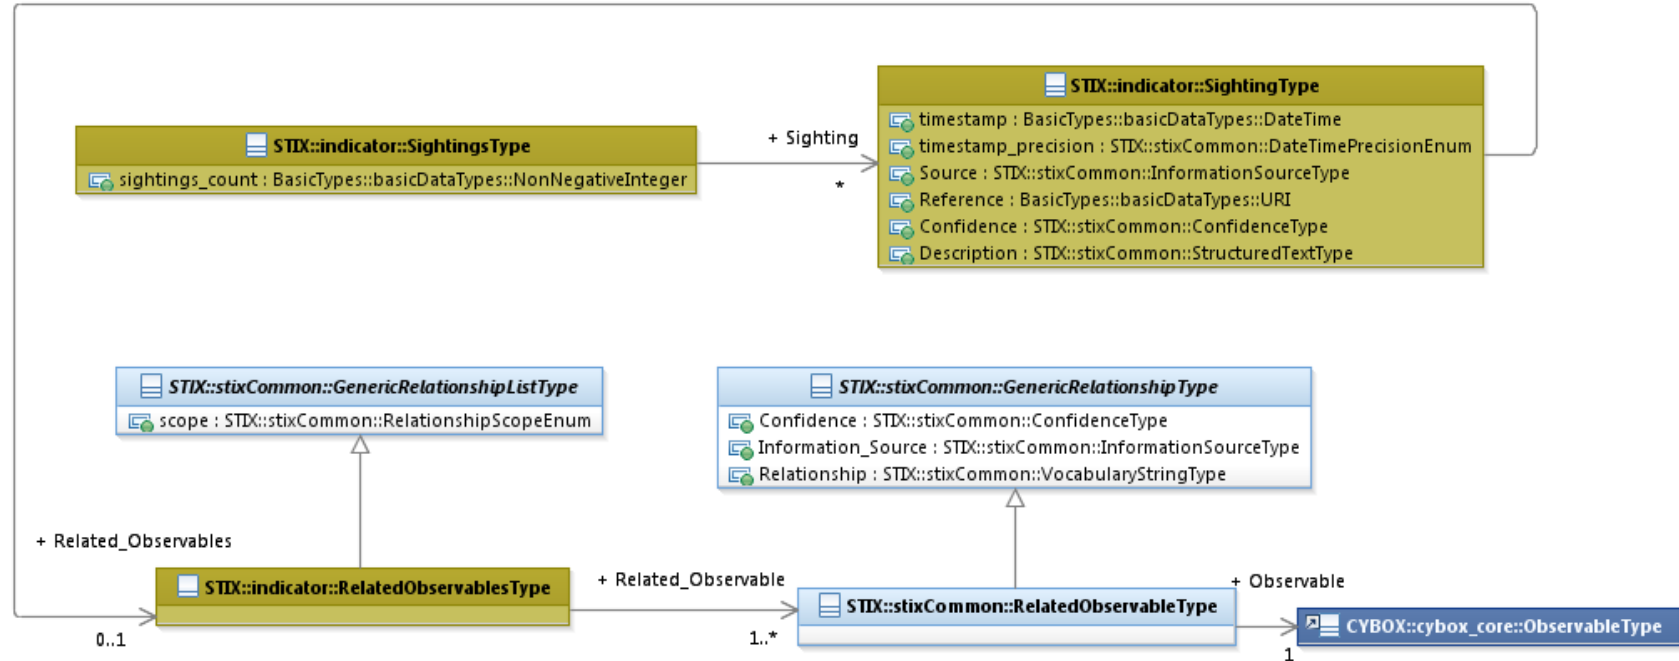 STIX::indicator::SightingType
timestamp : BasicTypes::basicDataTypes::DateTime
timestamp_precision : STIX::stixCommon::DateTimePrecisionEnum
Source : STIX::stixCommon::InformationSourceType
Reference : BasicTypes::basicDataTypes::URI
Confidence : STIX::stixCommon::ConfidenceType
Description : STIX::stixCommon::StructuredTextType
STIX::indicator::SightingsType
sightings_count : BasicTypes::basicDataTypes::NonNegativeInteger
+ Sighting
*
STIX::stixCommon::GenericRelationshipListType
scope : STIX::stixCommon::RelationshipScopeEnum
STIX::stixCommon::GenericRelationshipType
Confidence : STIX::stixCommon::ConfidenceType
Information_Source : STIX::stixCommon::InformationSourceType
Relationship : STIX::stixCommon::VocabularyStringType
+ Related_Observables
0..1
STIX::indicator::RelatedObservablesType
+ Related_Observable
1..*
STIX::stixCommon::RelatedObservableType
+ Observable
1
CYBOX::cybox_core::ObservableType